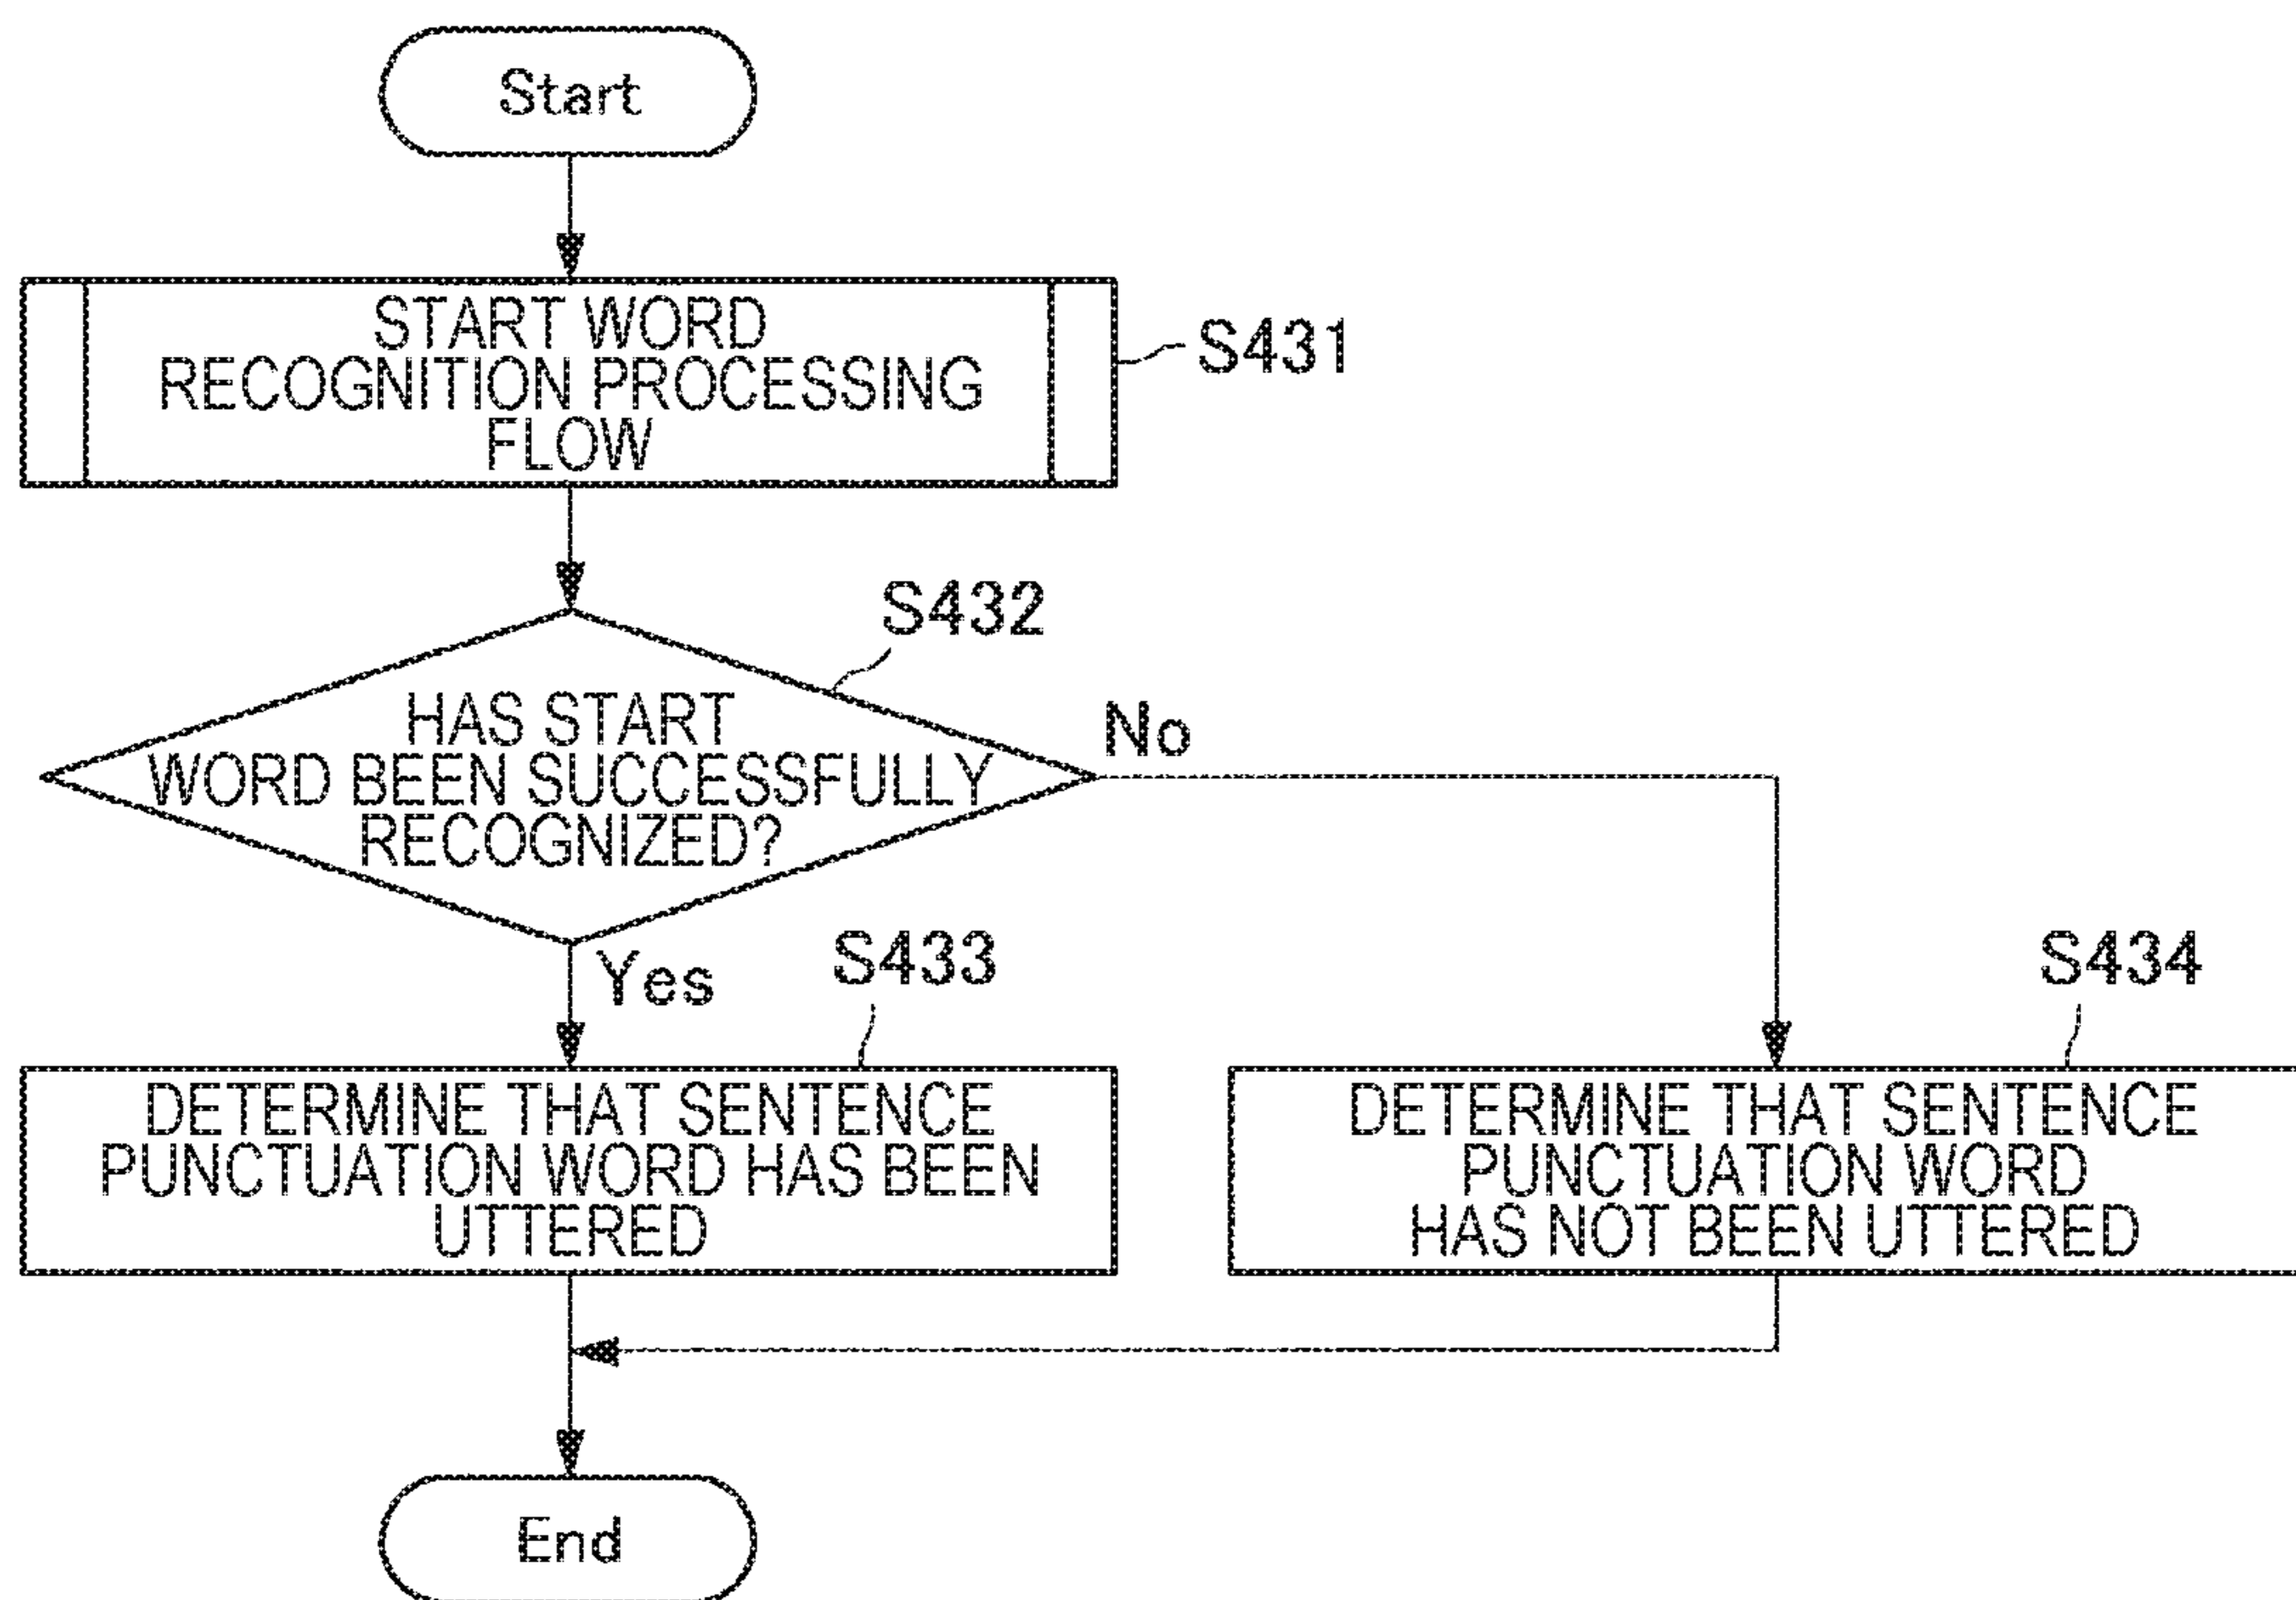 Start
START WORD
RECOGNITION PROCESSING
FLOW
S431
S432
HAS START
WORD BEEN SUCCESSFULLY
RECOGNIZED?
No
Yes
S433
DETERMINE THAT SENTENCE
PUNCTUATION WORD HAS BEEN
UTTERED
S434
DETERMINE THAT SENTENCE
PUNCTUATION WORD
HAS NOT BEEN UTTERED
End